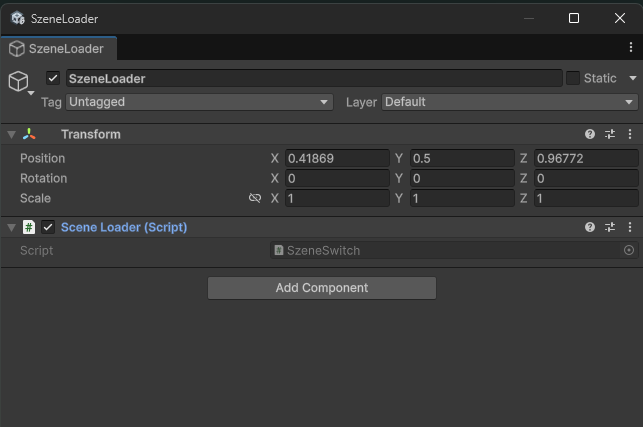 SzeneLoader
SzeneLoader
SzeneLoader Static
Tag Untagged Layer Default
Transform
Position X 0.41869 Y 0.5 Z 0.96772
Rotation X 0 Y 0 Z 0
Scale X 1 Y 1 Z 1
# Scene Loader (Script)
Script # SzeneSwitch
Add Component